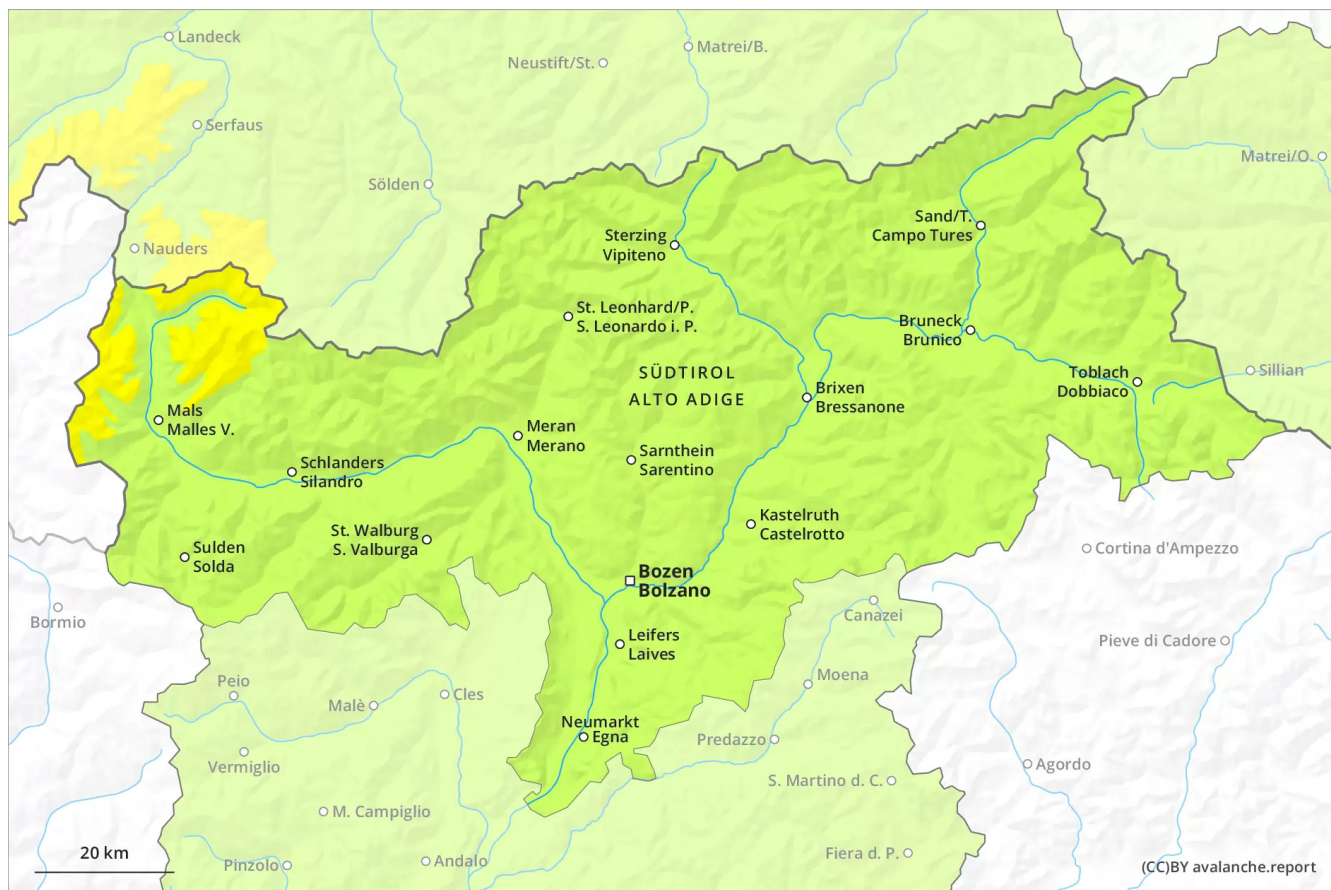 Landeck
Matrei/B.
Neustift/St.
Serfaus
Matrei/O.
Sölden
Sand/T.
Campo Tures
Nauders
Sterzing
Vipiteno
St. Leonhard/P.
S. Leonardo i. P.
Bruneck
Brunico
SÜDTIROL
ALTO ADIGE
Toblach
Dobbiaco
Sillian
Brixen
Bressanone
Mals
Malles V.
Meran
Merano
Sarnthein
Sarentino
Schlanders
Silandro
Kastelruth
Castelrotto
St. Walburg
S. Valburga
Sulden
Solda
Cortina d'Ampezzo
Bozen
Bolzano
Bormio
Canazei
Leifers
Laives
Pieve di Cadore
Moena
Peio
Cles
Malè
Neumarkt
Egna
Predazzo
Vermiglio
Agordo
S. Martino d. C.
M. Campiglio
20 km
Pinzolo
Andalo
Fiera d. P.
(CC)BY avalanche.report